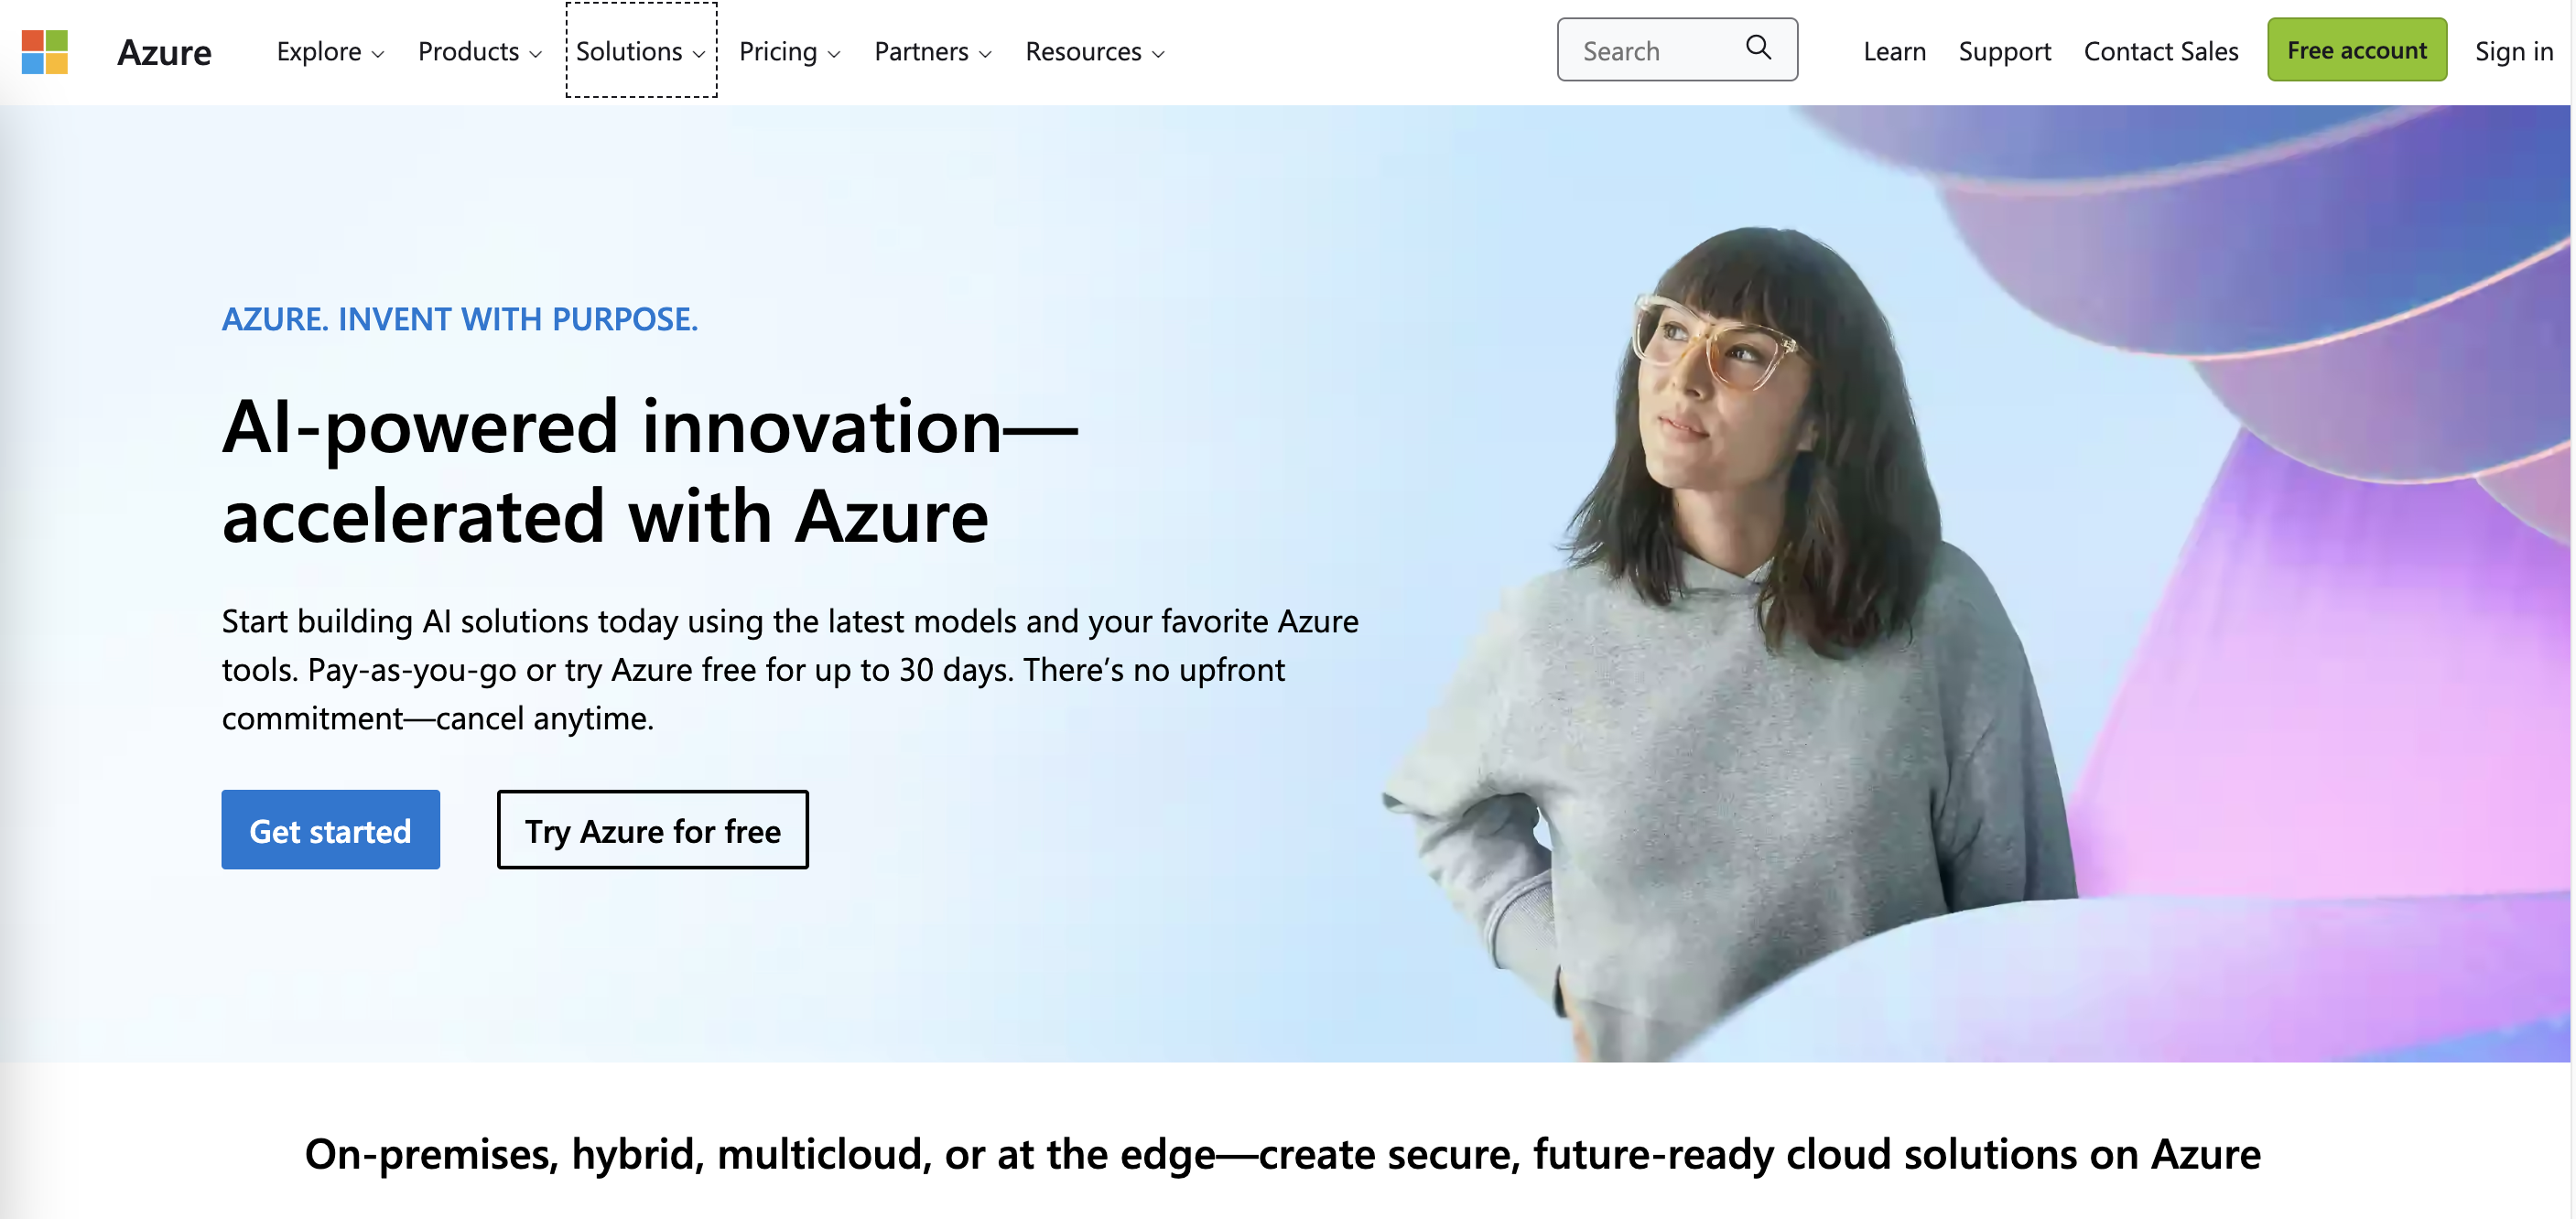 Azure Explore Products Solutions Pricing Partners Resources Search Learn Support Contact Sales Free account Sign in
AZURE. INVENT WITH PURPOSE.
AI-powered innovation—
accelerated with Azure
Start building AI solutions today using the latest models and your favorite Azure
tools. Pay-as-you-go or try Azure free for up to 30 days. There’s no upfront
commitment—cancel anytime.
Get started Try Azure for free
On-premises, hybrid, multicloud, or at the edge—create secure, future-ready cloud solutions on Azure